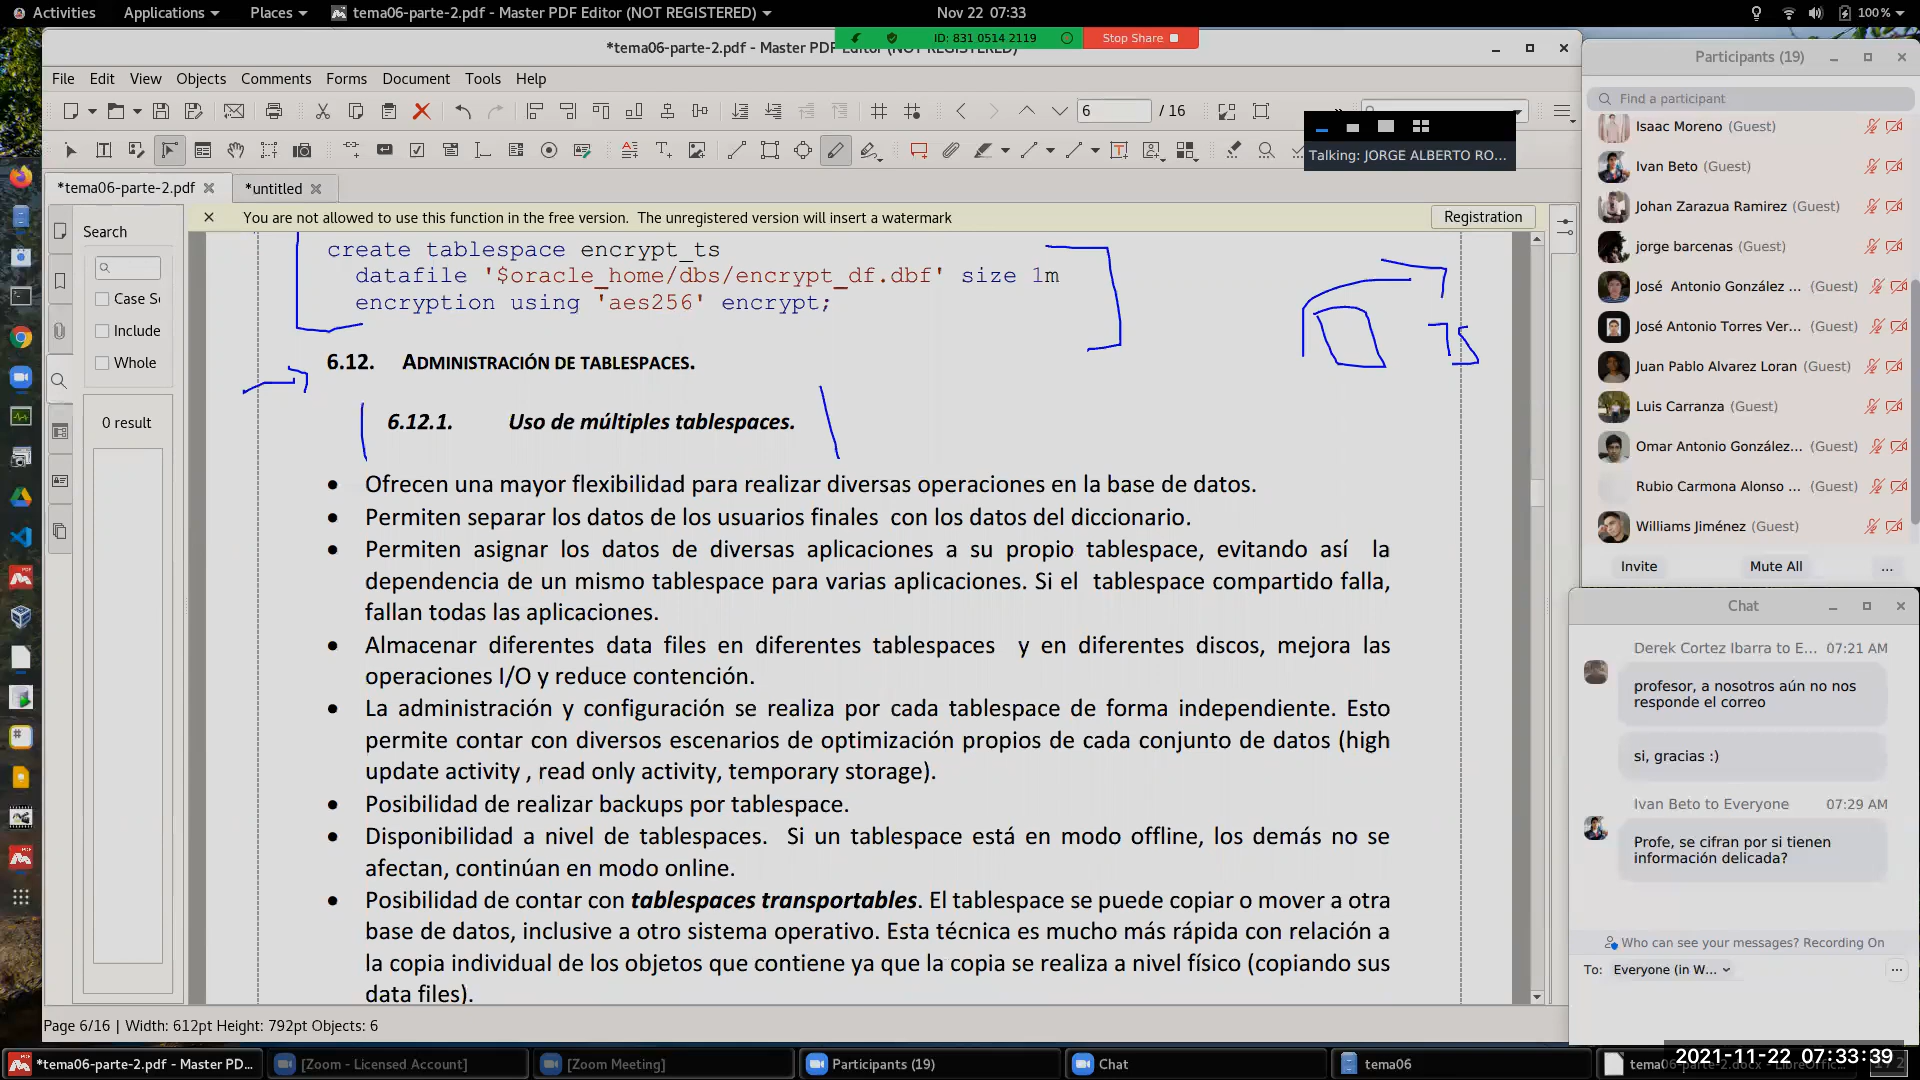 Activities
Applications
Places
tema06-parte-2.pdf - Master PDF Editor (NOT REGISTERED)
Nov 22 07:33
100%
*tema06-parte-2.pdf - Master PDF Editor (NOT REGISTERED)
ID: 831 0514 2119
Stop Share
File Edit View Objects Comments Forms Document Tools Help
6 / 16
Talking: JORGE ALBERTO RO...
*tema06-parte-2.pdf
*untitled
You are not allowed to use this function in the free version. The unregistered version will insert a watermark
Registration
Search
Case Se
Include
Whole
0 result
create tablespace encrypt_ts
datafile '$oracle_home/dbs/encrypt_df.dbf' size 1m
encryption using 'aes256' encrypt;
TS
6.12. ADMINISTRACIÓN DE TABLESPACES.
6.12.1. Uso de múltiples tablespaces.
• Ofrecen una mayor flexibilidad para realizar diversas operaciones en la base de datos.
• Permiten separar los datos de los usuarios finales con los datos del diccionario.
• Permiten asignar los datos de diversas aplicaciones a su propio tablespace, evitando así la
dependencia de un mismo tablespace para varias aplicaciones. Si el tablespace compartido falla,
fallan todas las aplicaciones.
• Almacenar diferentes data files en diferentes tablespaces y en diferentes discos, mejora las
operaciones I/O y reduce contención.
• La administración y configuración se realiza por cada tablespace de forma independiente. Esto
permite contar con diversos escenarios de optimización propios de cada conjunto de datos (high
update activity , read only activity, temporary storage).
• Posibilidad de realizar backups por tablespace.
• Disponibilidad a nivel de tablespaces. Si un tablespace está en modo offline, los demás no se
afectan, continúan en modo online.
• Posibilidad de contar con tablespaces transportables. El tablespace se puede copiar o mover a otra
base de datos, inclusive a otro sistema operativo. Esta técnica es mucho más rápida con relación a
la copia individual de los objetos que contiene ya que la copia se realiza a nivel físico (copiando sus
data files).
Page 6/16 | Width: 612pt Height: 792pt Objects: 6
Participants (19)
Find a participant
Isaac Moreno (Guest)
Ivan Beto (Guest)
Johan Zarazua Ramirez (Guest)
jorge barcenas (Guest)
José Antonio González ... (Guest)
José Antonio Torres Ver... (Guest)
Juan Pablo Alvarez Loran (Guest)
Luis Carranza (Guest)
Omar Antonio González... (Guest)
Rubio Carmona Alonso ... (Guest)
Williams Jiménez (Guest)
Invite
Mute All
...
Chat
Derek Cortez Ibarra to E... 07:21 AM
profesor, a nosotros aún no nos
responde el correo
si, gracias :)
Ivan Beto to Everyone 07:29 AM
Profe, se cifran por si tienen
información delicada?
Who can see your messages? Recording On
To: Everyone (in W...
*tema06-parte-2.pdf - Master PD...
[Zoom - Licensed Account]
[Zoom Meeting]
Participants (19)
Chat
tema06
2021-11-22 07:33:39